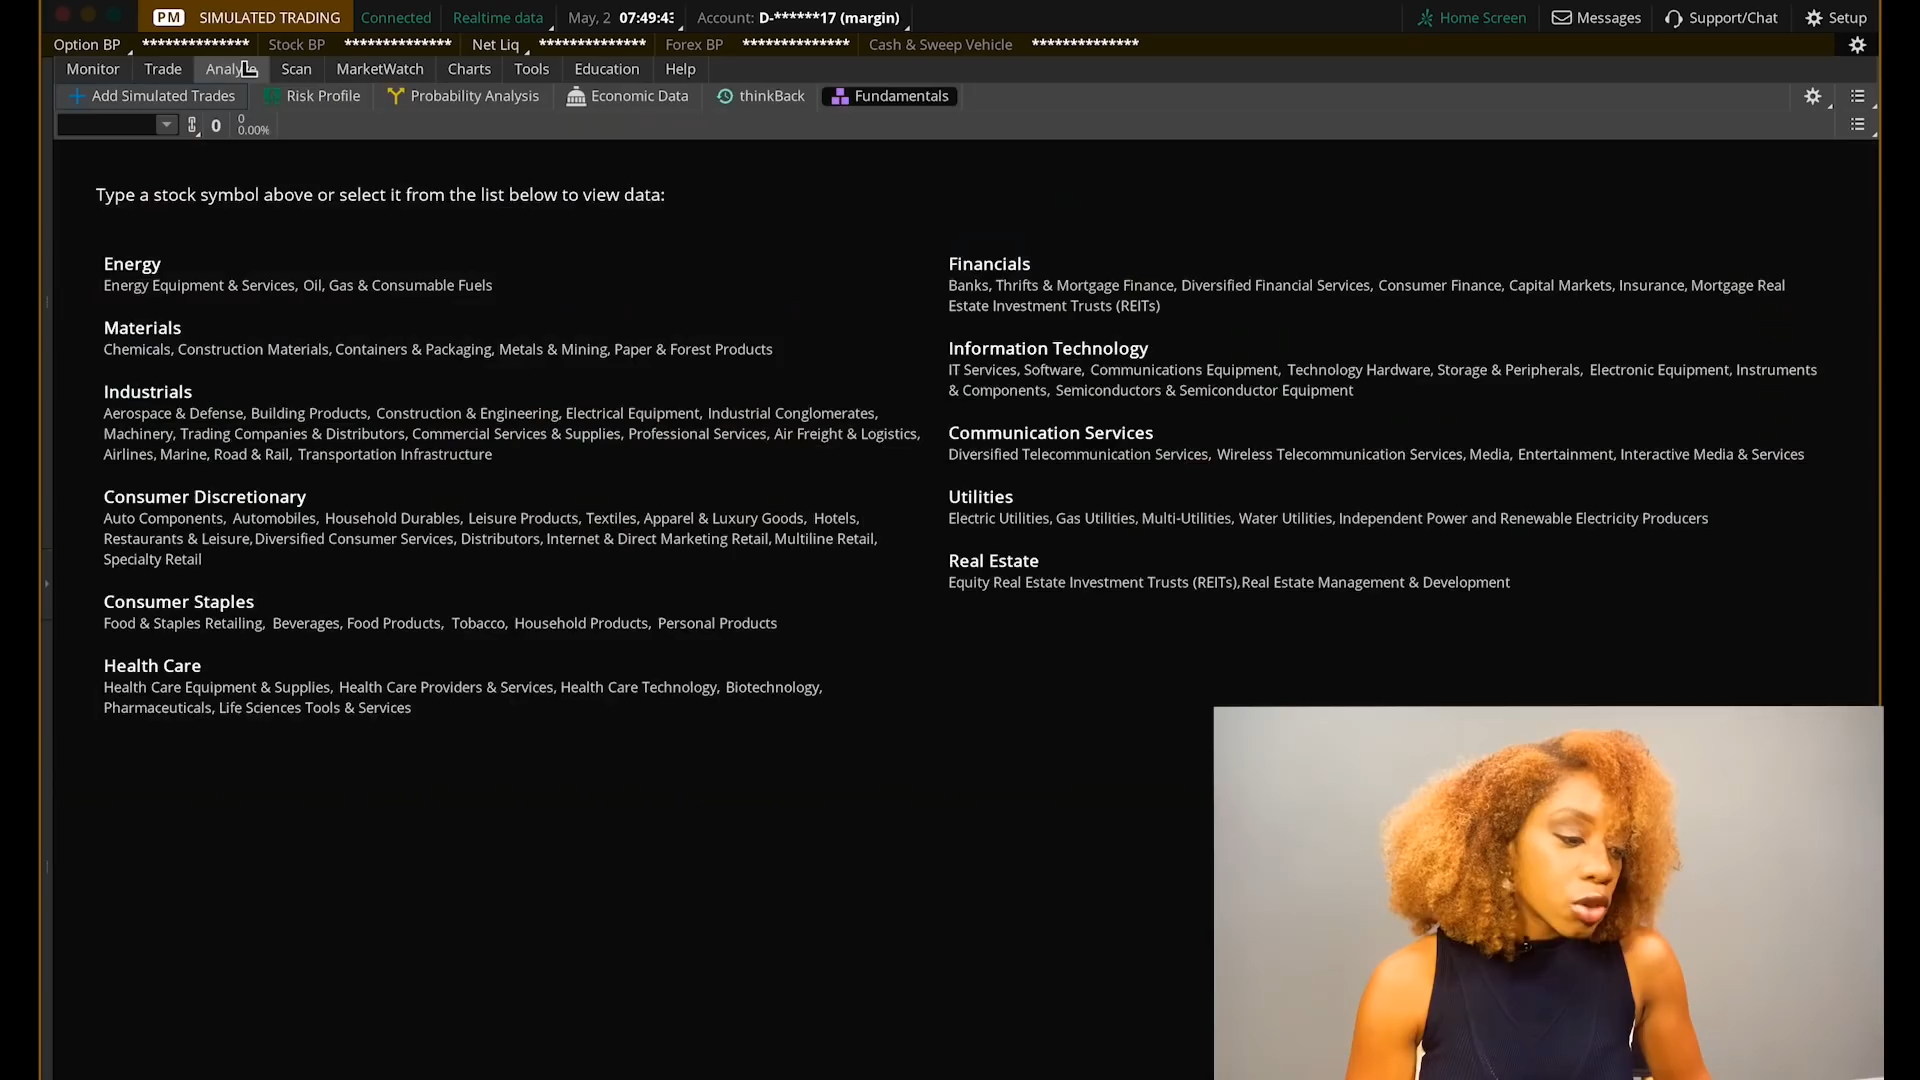 PM SIMULATED TRADING Connected Realtime data May, 2 07:49:43 Account: D-******17 (margin) Home Screen Messages Support/Chat Setup
Option BP ************** Stock BP ************** Net Liq ************** Forex BP ************** Cash & Sweep Vehicle **************
Monitor Trade Scan MarketWatch Charts Tools Education Help
Add Simulated Trades Risk Profile Probability Analysis Economic Data thinkBack Fundamentals
0 0
0.00%
Type a stock symbol above or select it from the list below to view data:
Energy
Energy Equipment & Services, Oil, Gas & Consumable Fuels
Materials
Chemicals, Construction Materials, Containers & Packaging, Metals & Mining, Paper & Forest Products
Industrials
Aerospace & Defense, Building Products, Construction & Engineering, Electrical Equipment, Industrial Conglomerates,
Machinery, Trading Companies & Distributors, Commercial Services & Supplies, Professional Services, Air Freight & Logistics,
Airlines, Marine, Road & Rail, Transportation Infrastructure
Consumer Discretionary
Auto Components, Automobiles, Household Durables, Leisure Products, Textiles, Apparel & Luxury Goods, Hotels,
Restaurants & Leisure, Diversified Consumer Services, Distributors, Internet & Direct Marketing Retail, Multiline Retail,
Specialty Retail
Consumer Staples
Food & Staples Retailing, Beverages, Food Products, Tobacco, Household Products, Personal Products
Health Care
Health Care Equipment & Supplies, Health Care Providers & Services, Health Care Technology, Biotechnology,
Pharmaceuticals, Life Sciences Tools & Services
Financials
Banks, Thrifts & Mortgage Finance, Diversified Financial Services, Consumer Finance, Capital Markets, Insurance, Mortgage Real
Estate Investment Trusts (REITs)
Information Technology
IT Services, Software, Communications Equipment, Technology Hardware, Storage & Peripherals, Electronic Equipment, Instruments
& Components, Semiconductors & Semiconductor Equipment
Communication Services
Diversified Telecommunication Services, Wireless Telecommunication Services, Media, Entertainment, Interactive Media & Services
Utilities
Electric Utilities, Gas Utilities, Multi-Utilities, Water Utilities, Independent Power and Renewable Electricity Producers
Real Estate
Equity Real Estate Investment Trusts (REITs), Real Estate Management & Development